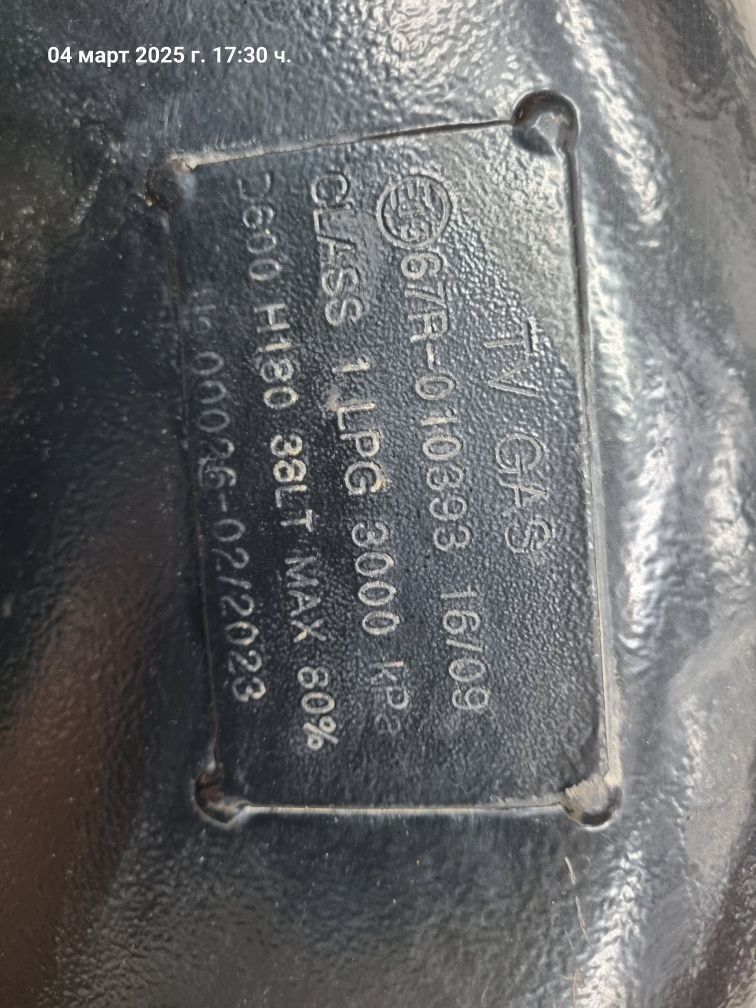 04 март 2025 г. 17:30 ч.
TV GAS
E13 67R-010393 16/09
CLASS 1 LPG 3000 kPa
D600 H180 38LT MAX 80%
00026-02/2023